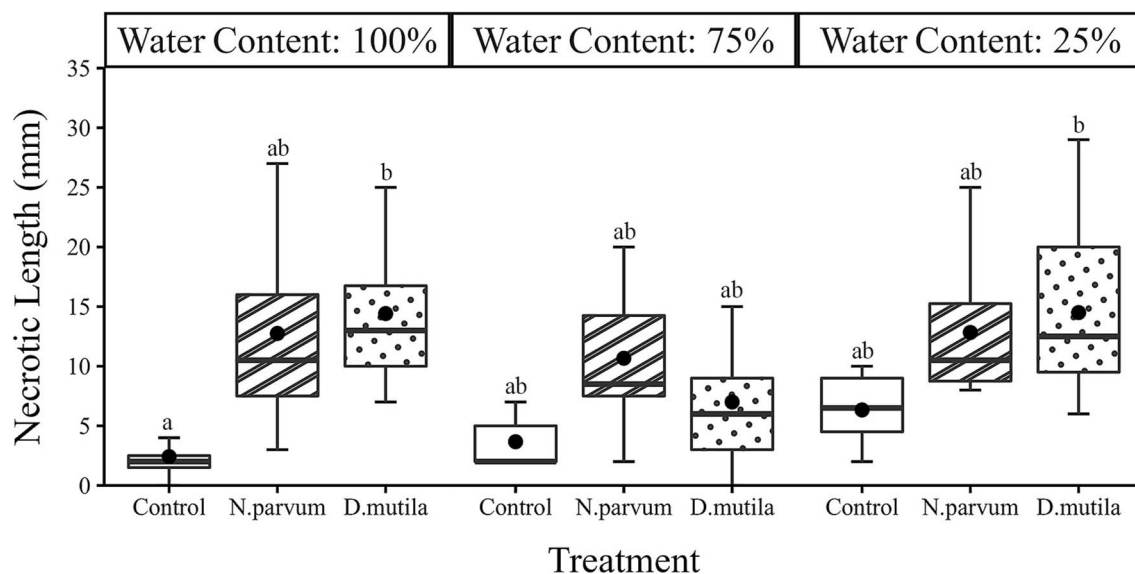 Water Content: 100% Water Content: 75% Water Content: 25%
Necrotic Length (mm)
35
30
25
20
15
10
5
0
a ab b ab ab ab ab ab b
Control N.parvum D.mutila Control N.parvum D.mutila Control N.parvum D.mutila
Treatment